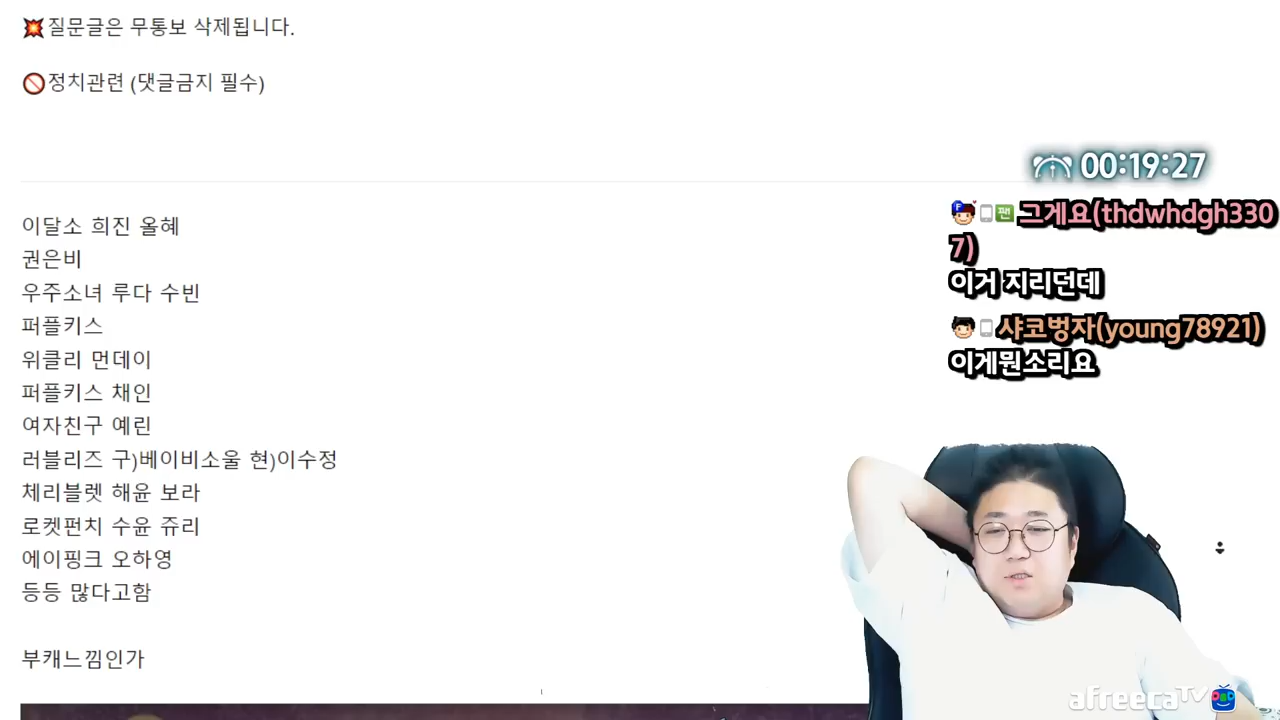 질문글은 무통보 삭제됩니다.
정치관련 (댓글금지 필수)
00:19:27
이달소 희진 올혜
권은비
우주소녀 루다 수빈
퍼플키스
위클리 먼데이
퍼플키스 채인
여자친구 예린
러블리즈 구)베이비소울 현)이수정
체리블렛 해윤 보라
로켓펀치 수윤 쥬리
에이핑크 오하영
등등 많다고함
부캐느낌인가
F 팬 그게요(thdwhdgh330
7)
이거 지리던데
샤코벙자(young78921)
이게뭔소리요
afreecaTV